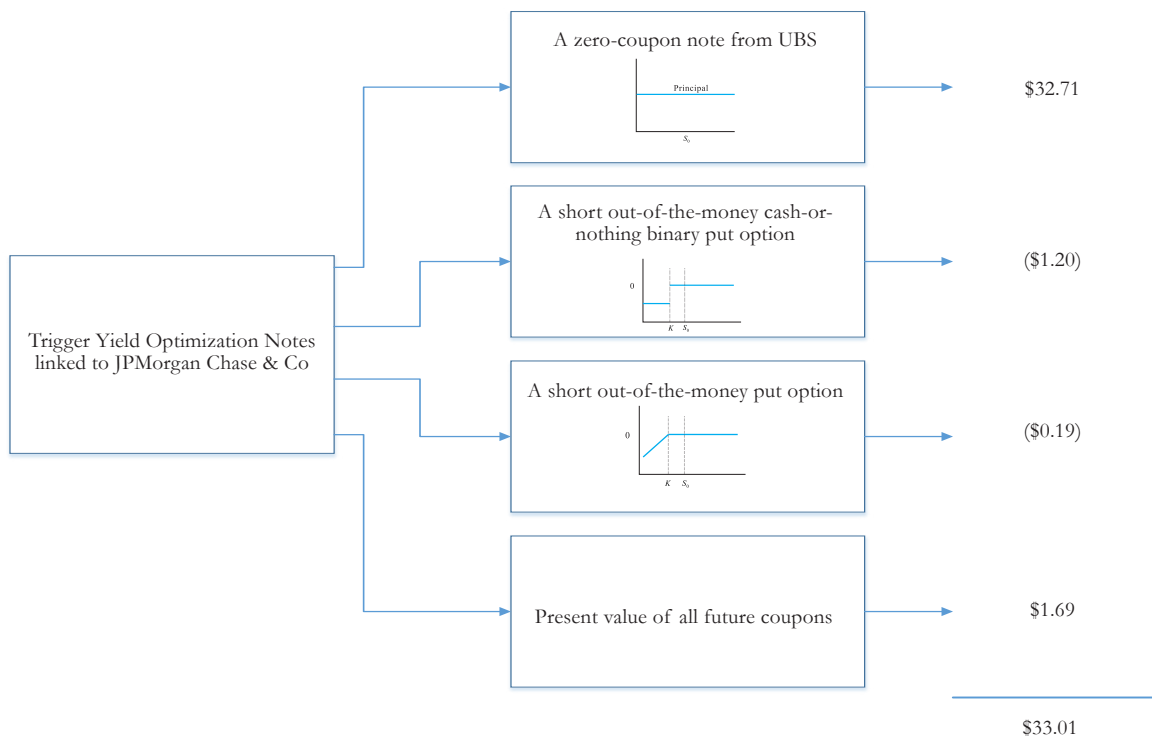 A zero-coupon note from UBS
Principal
S₀
$32.71
A short out-of-the-money cash-or-
nothing binary put option
0
K S₀
($1.20)
Trigger Yield Optimization Notes
linked to JPMorgan Chase & Co
A short out-of-the-money put option
0
K S₀
($0.19)
Present value of all future coupons
$1.69
$33.01